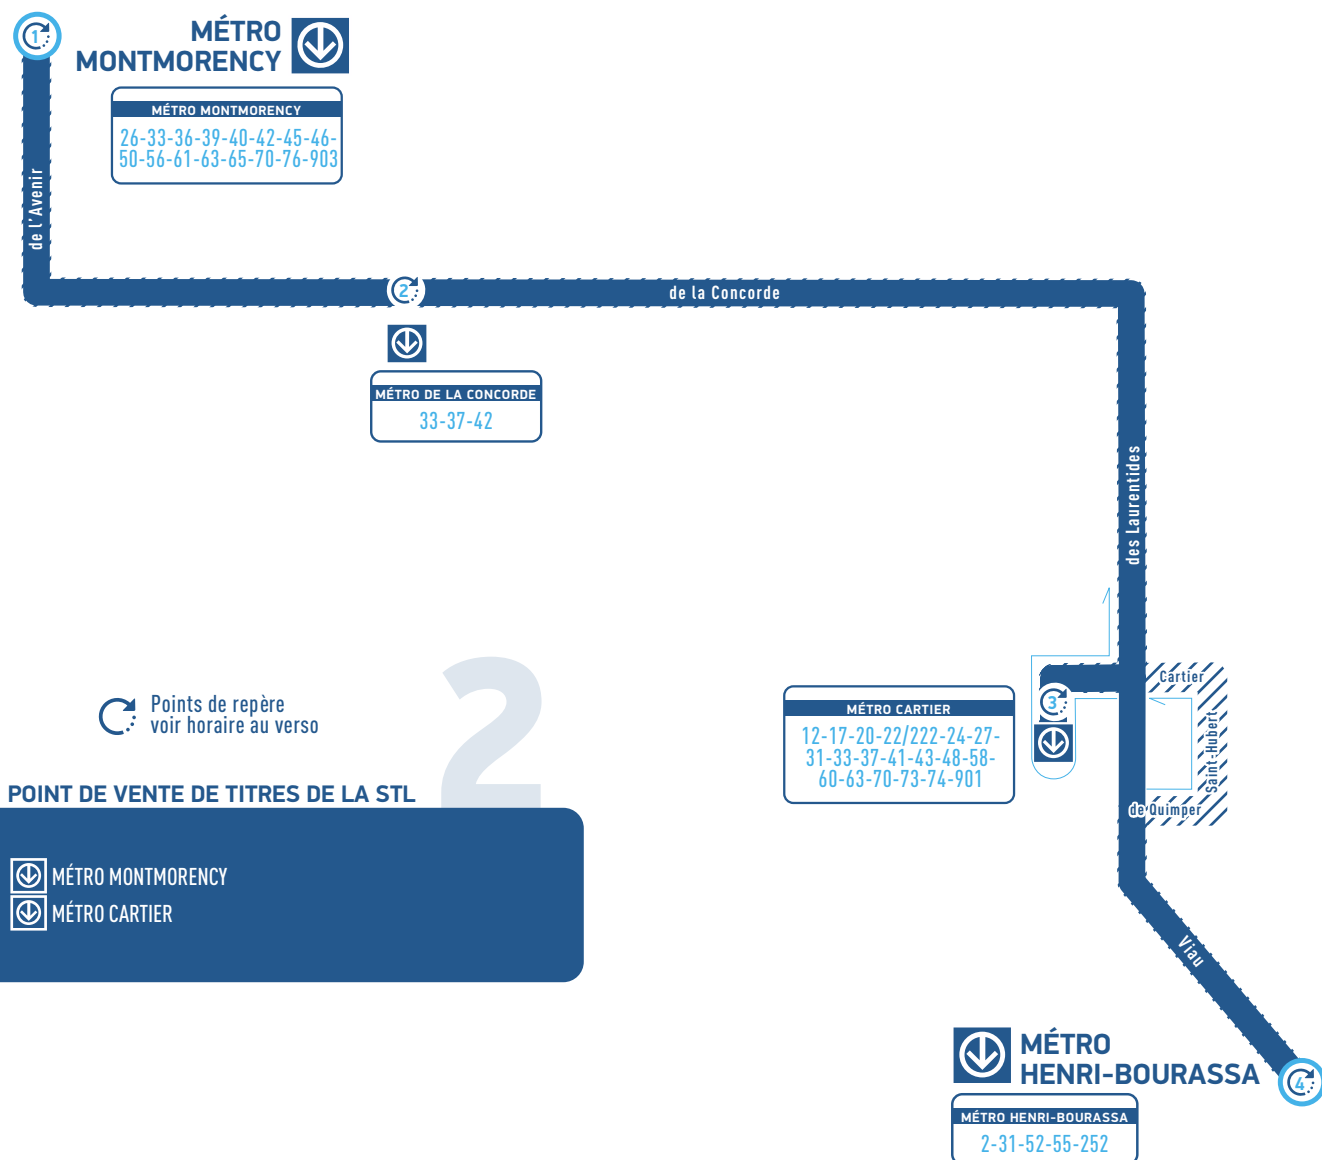 1
MÉTRO
MONTMORENCY
MÉTRO MONTMORENCY
26-33-36-39-40-42-45-46-
50-56-61-63-65-70-76-903
de l'Avenir
2
de la Concorde
MÉTRO DE LA CONCORDE
33-37-42
des Laurentides
Cartier
3
Saint-Hubert
de Quimper
MÉTRO CARTIER
12-17-20-22/222-24-27-
31-33-37-41-43-48-58-
60-63-70-73-74-901
Points de repère
voir horaire au verso
2
POINT DE VENTE DE TITRES DE LA STL
MÉTRO MONTMORENCY
MÉTRO CARTIER
Viau
MÉTRO
HENRI-BOURASSA
4
MÉTRO HENRI-BOURASSA
2-31-52-55-252